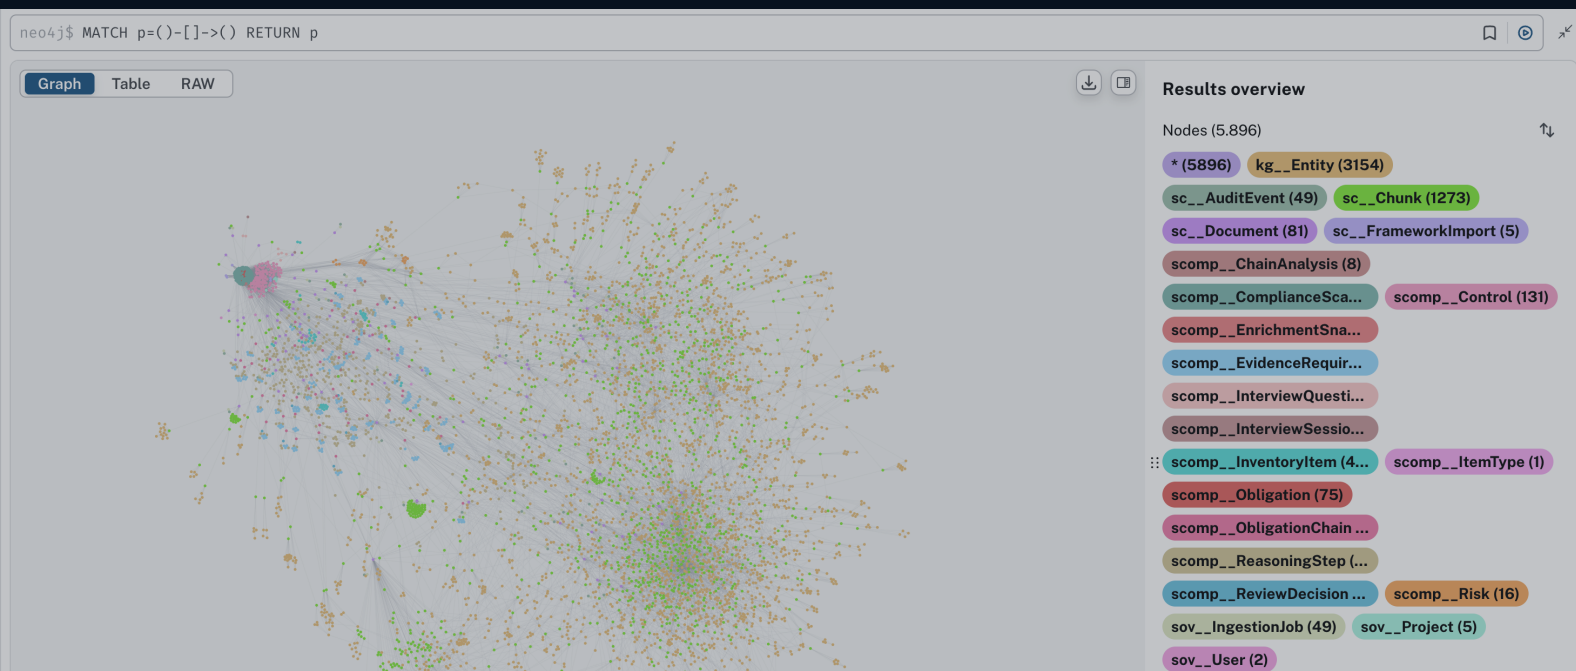 neo4j$ MATCH p=()-[]->() RETURN p
Graph Table RAW
Results overview
Nodes (5.896)
* (5896) kg__Entity (3154)
sc__AuditEvent (49) sc__Chunk (1273)
sc__Document (81) sc__FrameworkImport (5)
scomp__ChainAnalysis (8)
scomp__ComplianceSca... scomp__Control (131)
scomp__EnrichmentSna...
scomp__EvidenceRequir...
scomp__InterviewQuesti...
scomp__InterviewSessio...
scomp__InventoryItem (4... scomp__ItemType (1)
scomp__Obligation (75)
scomp__ObligationChain ...
scomp__ReasoningStep (...
scomp__ReviewDecision ... scomp__Risk (16)
sov__IngestionJob (49) sov__Project (5)
sov__User (2)